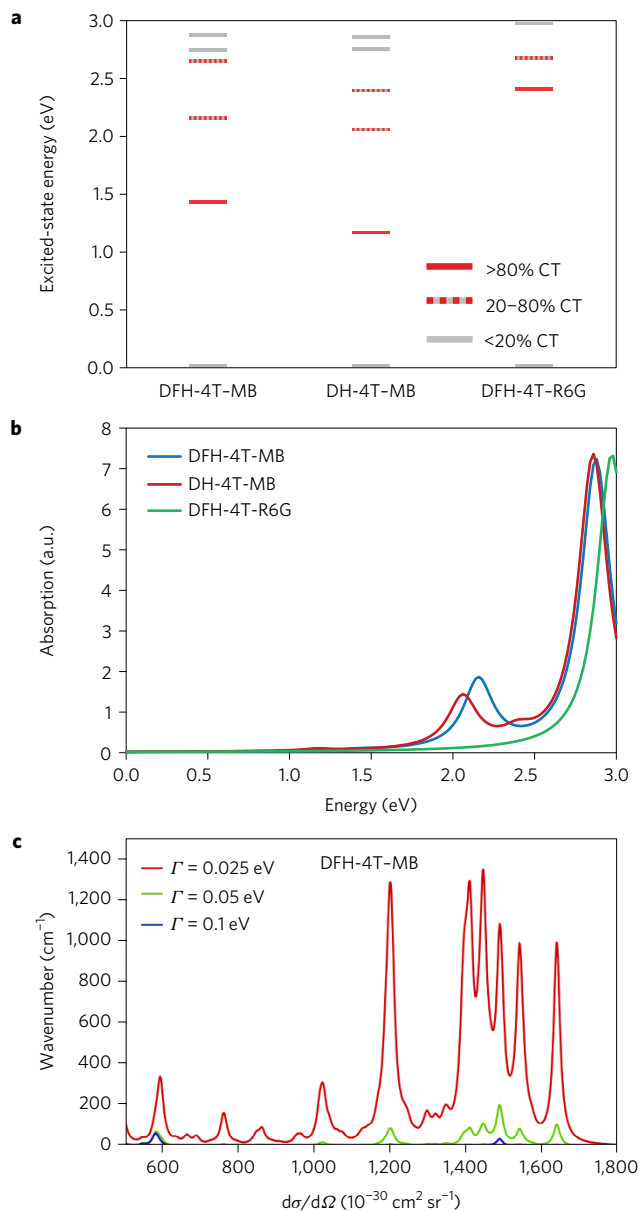 a
3.0
2.5
2.0
1.5
1.0
0.5
0.0
Excited-state energy (eV)
>80% CT
20–80% CT
<20% CT
DFH-4T–MB
DH-4T–MB
DFH-4T–R6G
b
8
7
6
5
4
3
2
1
0
Absorption (a.u.)
DFH-4T-MB
DH-4T-MB
DFH-4T-R6G
0.0 0.5 1.0 1.5 2.0 2.5 3.0
Energy (eV)
c
1,400
1,200
1,000
800
600
400
200
0
Wavenumber (cm⁻¹)
Γ = 0.025 eV
Γ = 0.05 eV
Γ = 0.1 eV
DFH-4T–MB
600 800 1,000 1,200 1,400 1,600 1,800
dσ/dΩ (10⁻³⁰ cm² sr⁻¹)